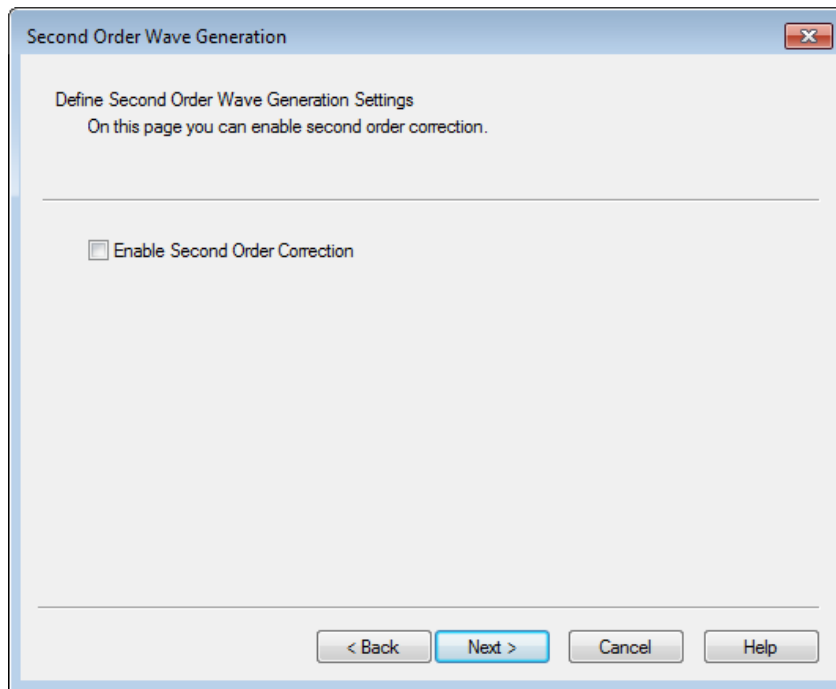 Second Order Wave Generation
Define Second Order Wave Generation Settings
On this page you can enable second order correction.
Enable Second Order Correction
< Back Next > Cancel Help